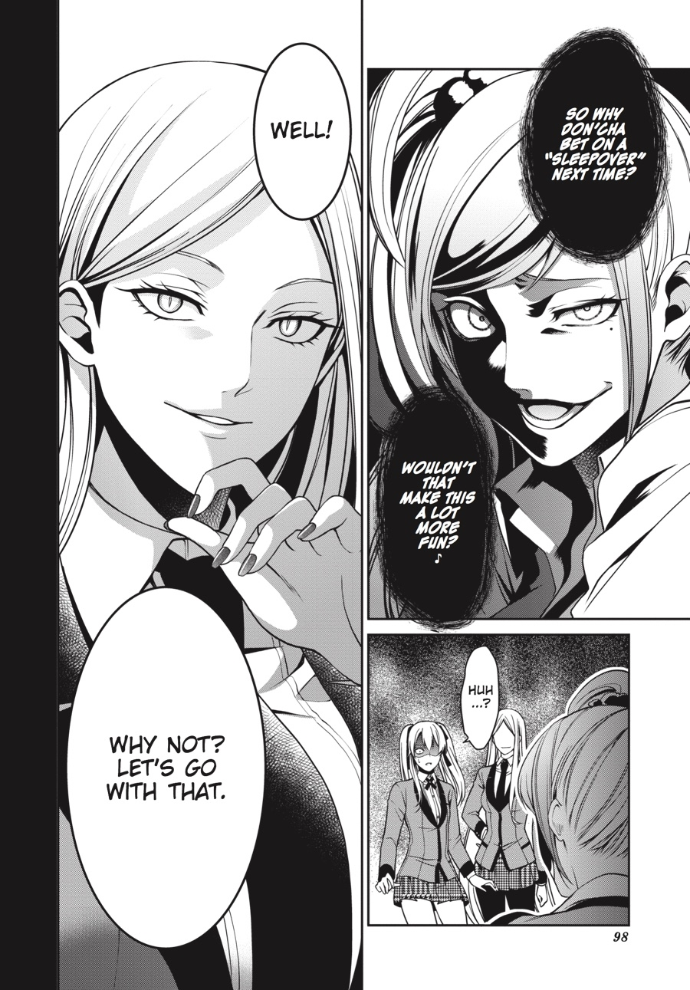 SO WHY
DON'CHA
BET ON A
"SLEEPOVER"
NEXT TIME?
WOULDN'T
THAT
MAKE THIS
A LOT
MORE
FUN?
♪
HUH
...?
WELL!
WHY NOT?
LET'S GO
WITH THAT.
98